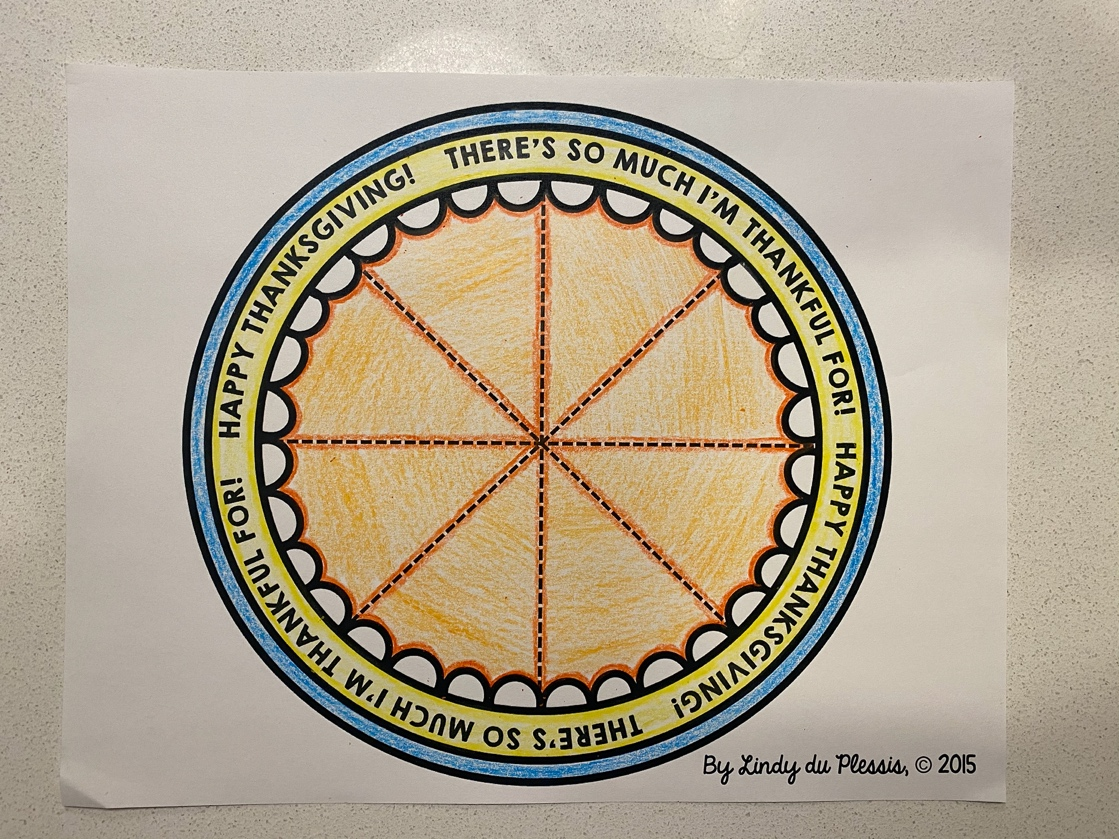 THERE'S SO MUCH I'M THANKFUL FOR! HAPPY THANKSGIVING! THERE'S SO MUCH I'M THANKFUL FOR! HAPPY THANKSGIVING!
By Lindy du Plessis, © 2015